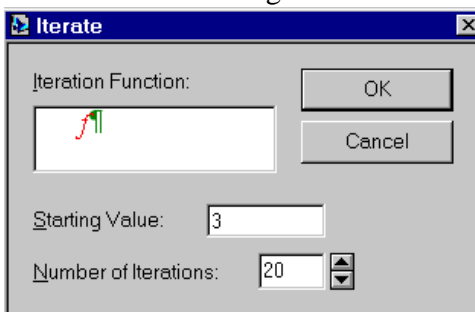 Iterate
Iteration Function:
OK
f¶
Cancel
Starting Value: 3
Number of Iterations: 20